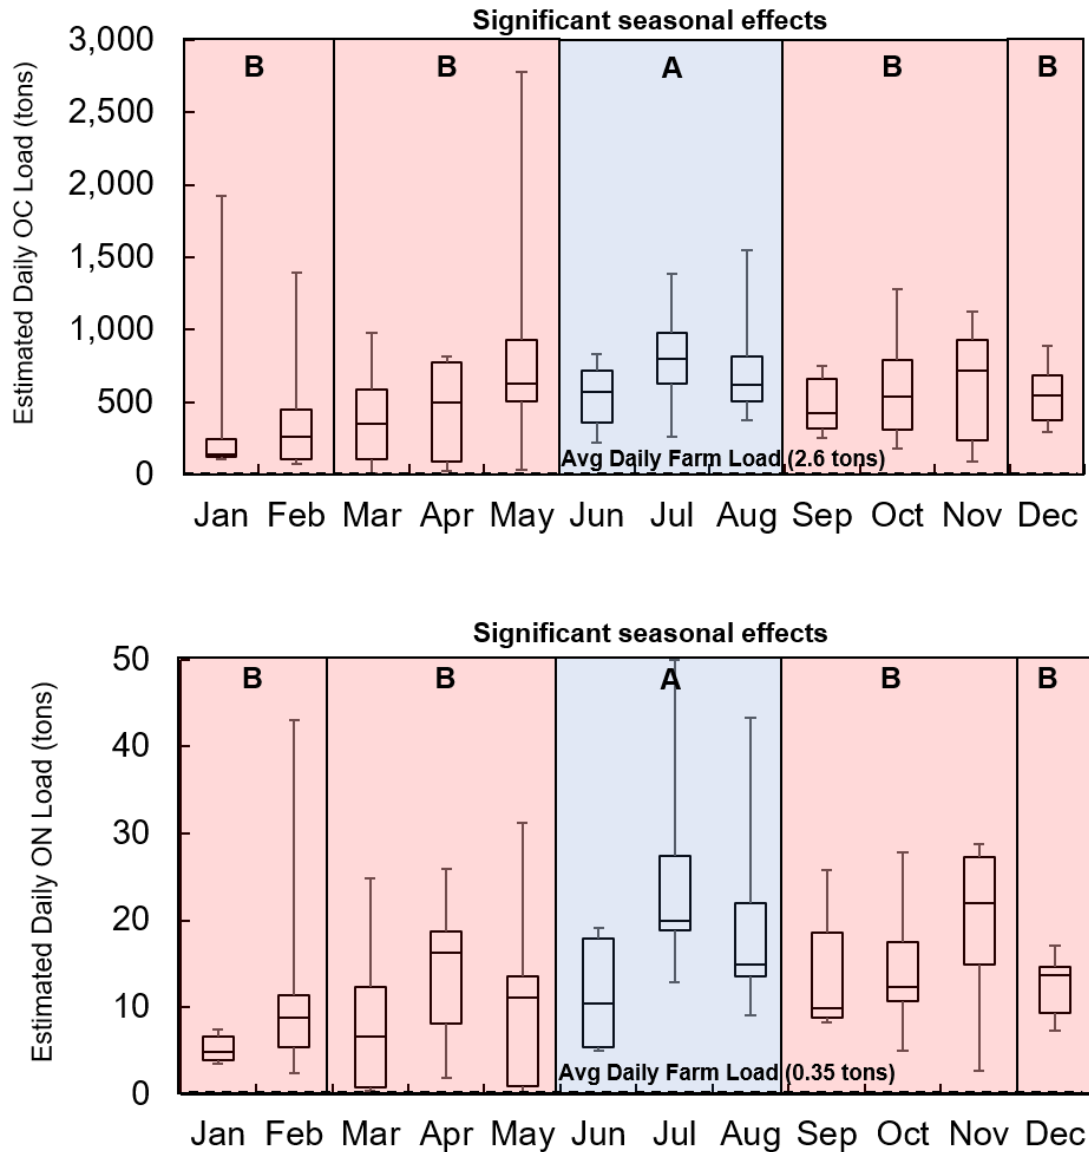 Significant seasonal effects
3,000
2,500
2,000
1,500
1,000
500
0
Estimated Daily OC Load (tons)
B B A B B
Avg Daily Farm Load (2.6 tons)
Jan Feb Mar Apr May Jun Jul Aug Sep Oct Nov Dec
Significant seasonal effects
50
40
30
20
10
0
Estimated Daily ON Load (tons)
B B A B B
Avg Daily Farm Load (0.35 tons)
Jan Feb Mar Apr May Jun Jul Aug Sep Oct Nov Dec